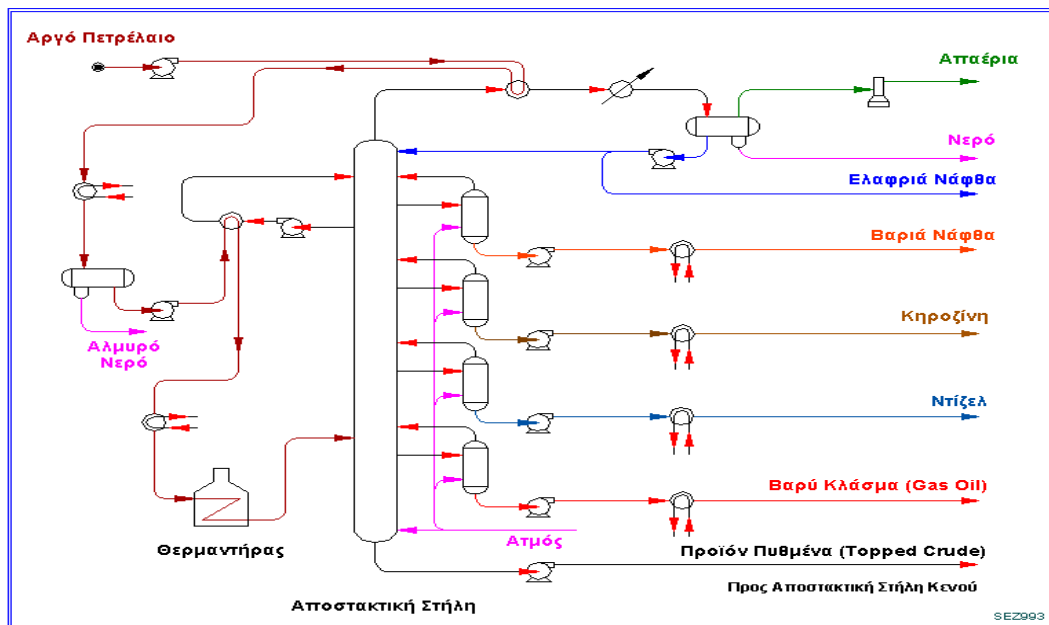 Αργό Πετρέλαιο
Απαέρια
Νερό
Ελαφριά Νάφθα
Βαριά Νάφθα
Κηροζίνη
Αλμυρό
Νερό
Ντίζελ
Βαρύ Κλάσμα (Gas Oil)
Ατμός
Θερμαντήρας
Προϊόν Πυθμένα (Topped Crude)
Προς Αποστακτική Στήλη Κενού
Αποστακτική Στήλη
SEZ993